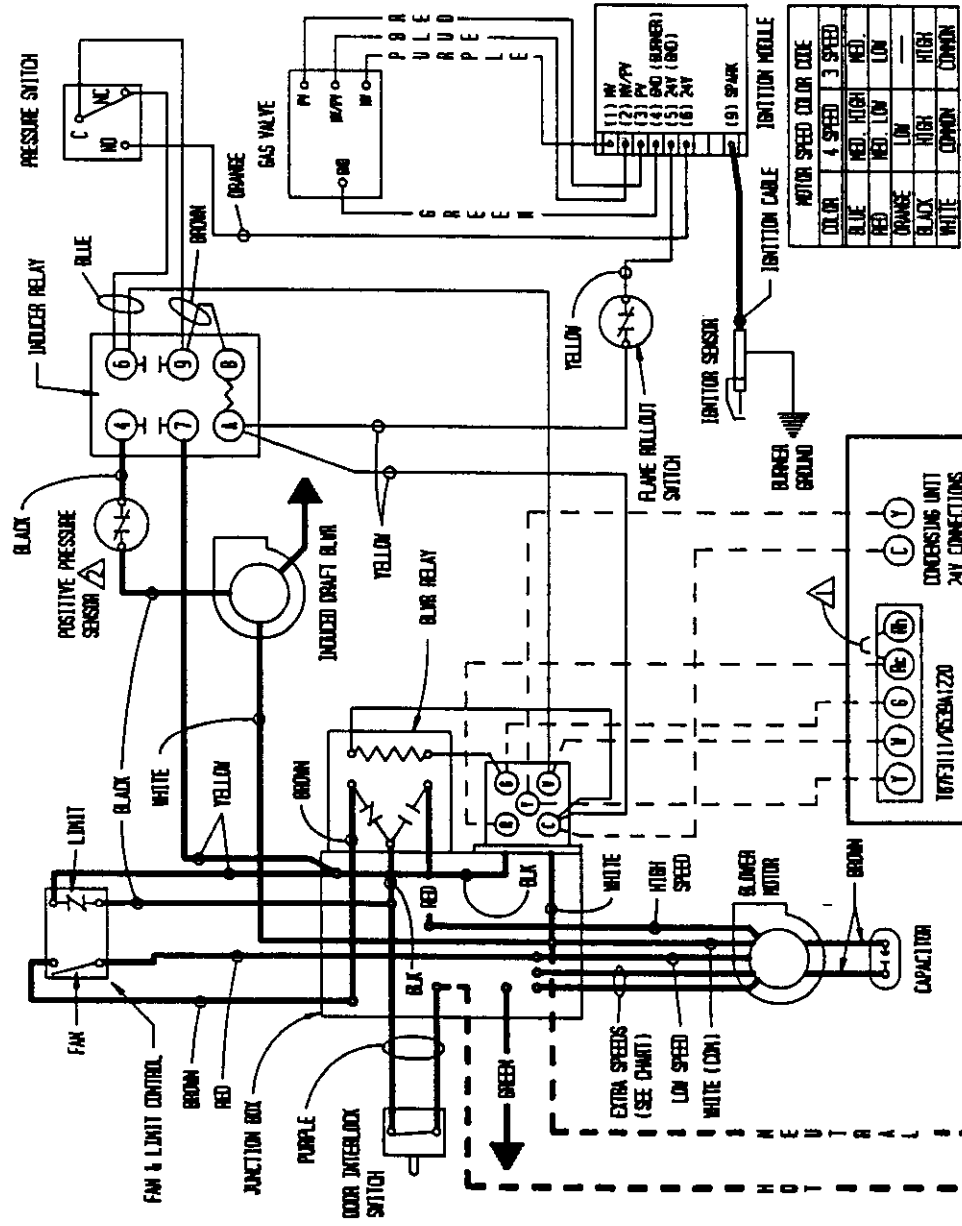 PRESSURE SWITCH
C
NC
NO
INDUCER RELAY
BLUE
BROWN
ORANGE
6
9
B
4
7
A
BLACK
POSITIVE PRESSURE
SENSOR
2
INDUCED DRAFT BLWR
BLWR RELAY
YELLOW
GAS VALVE
PV
MV/PV
MV
GND
GREEN
BR
PURPLE
BLUE
(1) MV
(2) MV/PV
(3) PV
(4) GND (BURNER)
(5) 24V (GND)
(6) 24V
(9) SPARK
IGNITION MODULE
YELLOW
FLAME ROLLOUT
SWITCH
IGNITOR SENSOR
IGNITION CABLE
BURNER
GROUND
MOTOR SPEED COLOR CODE
COLOR 4 SPEED 3 SPEED
BLUE MED. HIGH MED.
RED MED. LOW LOW
ORANGE LOW —
BLACK HIGH HIGH
WHITE COMMON COMMON
LIMIT
FAN
FAN & LIMIT CONTROL
BROWN
RED
BLACK
WHITE
YELLOW
BROWN
JUNCTION BOX
PURPLE
DOOR INTERLOCK
SWITCH
BLK
RED
BLK
WHITE
GREEN
R
G
Y
C
W
EXTRA SPEEDS
(SEE CHART)
LOW SPEED
WHITE (COM)
HIGH
SPEED
BLOWER
MOTOR
BROWN
CAPACITOR
HOT
NEUTRAL
1
Y
W
G
Rc
Rh
T87F3111/Q539A1220
C
Y
CONDENSING UNIT
24V CONNECTIONS